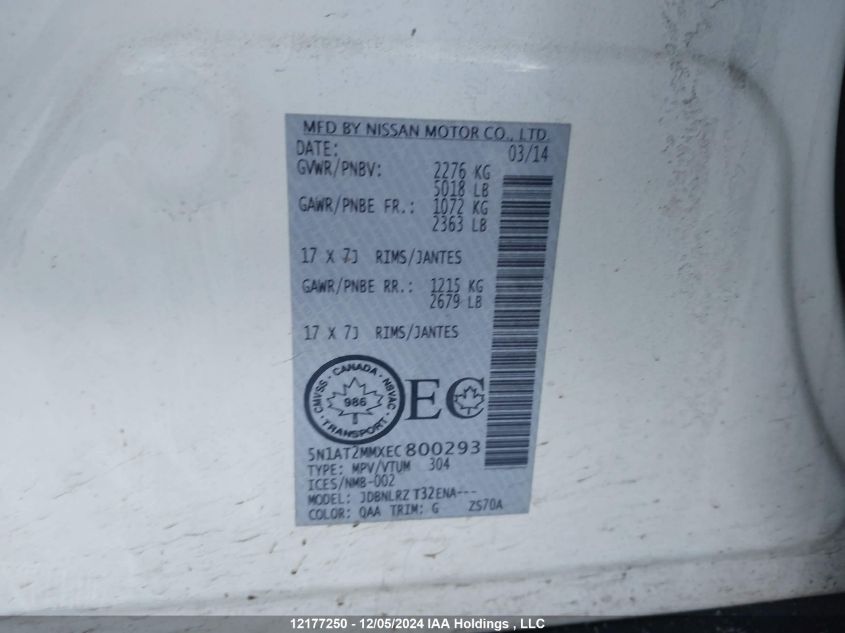 MFD BY NISSAN MOTOR CO., LTD.
DATE: 03/14
GVWR/PNBV: 2276 KG
5018 LB
GAWR/PNBE FR.: 1072 KG
2363 LB
17 X 7J RIMS/JANTES
GAWR/PNBE RR.: 1215 KG
2679 LB
17 X 7J RIMS/JANTES
CMVSS · CANADA · NSVAC · TRANSPORT ·
986
EC
5N1AT2MMXEC800293
TYPE: MPV/VTUM 304
ICES/NMB-002
MODEL: JDBNLRZ T32ENA---
COLOR: QAA TRIM: G ZS70A
12177250 - 12/05/2024 IAA Holdings , LLC